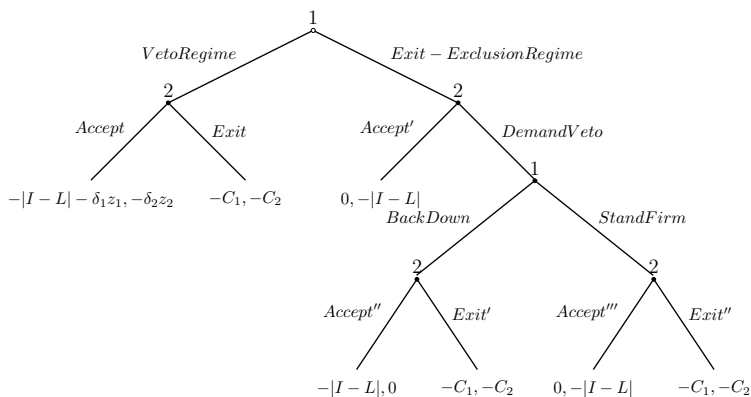 1
VetoRegime
Exit − ExclusionRegime
2
2
Accept
Exit
Accept′
DemandVeto
1
−|I − L| − δ₁z₁, −δ₂z₂
−C₁, −C₂
0, −|I − L|
BackDown
StandFirm
2
2
Accept′′
Exit′
Accept′′′
Exit′′
−|I − L|, 0
−C₁, −C₂
0, −|I − L|
−C₁, −C₂